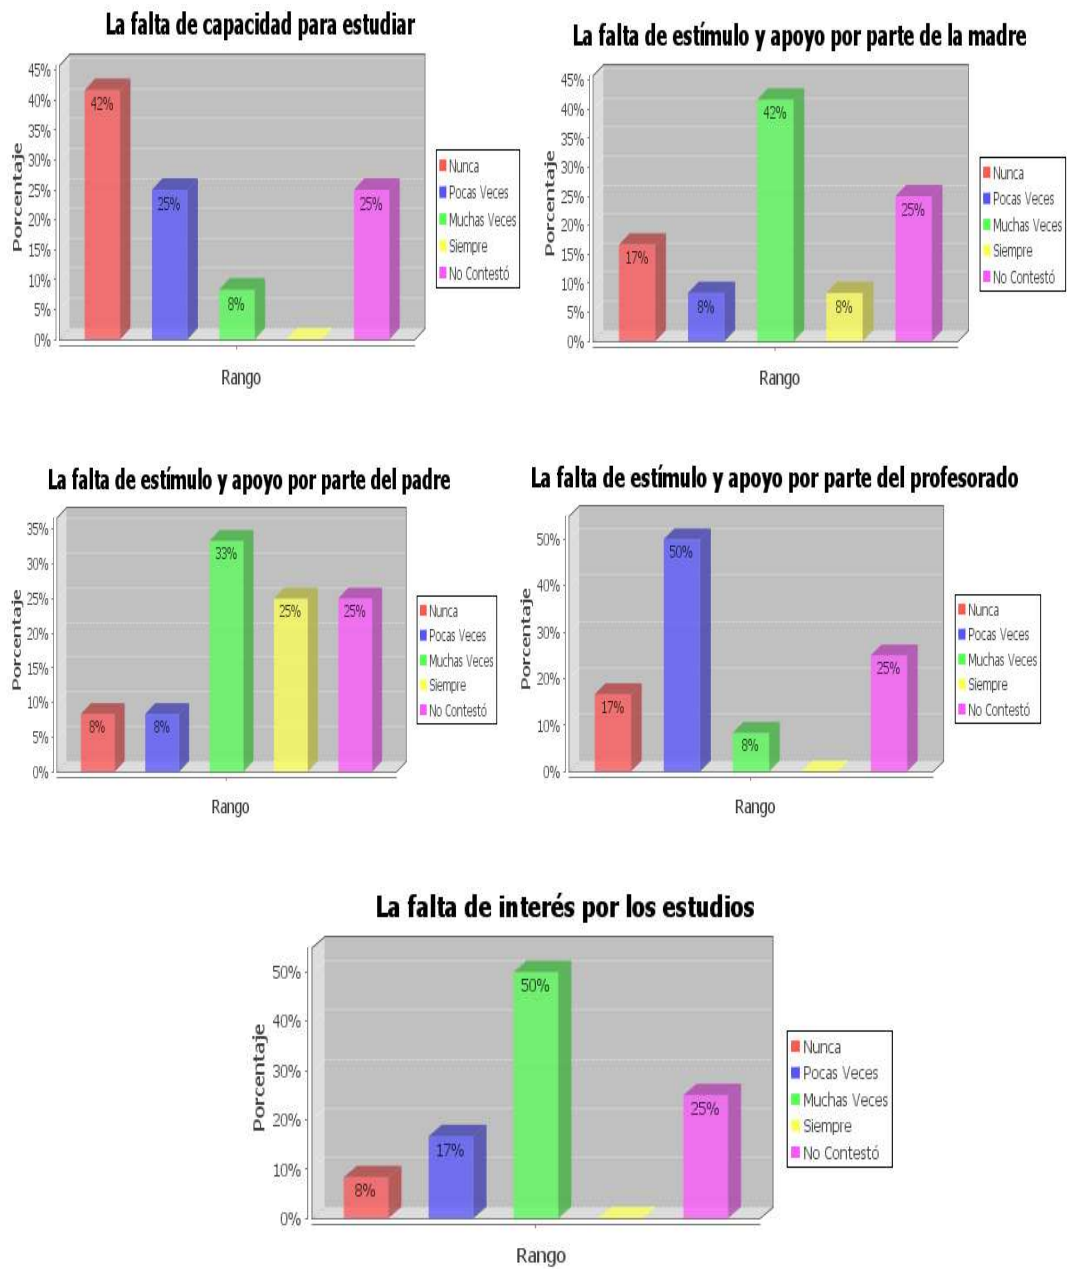 La falta de capacidad para estudiar
45%
40%
35%
30%
25%
20%
15%
10%
5%
0%
Porcentaje
42%
25%
8%
25%
Rango
Nunca
Pocas Veces
Muchas Veces
Siempre
No Contestó
La falta de estímulo y apoyo por parte de la madre
45%
40%
35%
30%
25%
20%
15%
10%
5%
0%
Porcentaje
17%
8%
42%
8%
25%
Rango
Nunca
Pocas Veces
Muchas Veces
Siempre
No Contestó
La falta de estímulo y apoyo por parte del padre
35%
30%
25%
20%
15%
10%
5%
0%
Porcentaje
8%
8%
33%
25%
25%
Rango
Nunca
Pocas Veces
Muchas Veces
Siempre
No Contestó
La falta de estímulo y apoyo por parte del profesorado
50%
40%
30%
20%
10%
0%
Porcentaje
17%
50%
8%
25%
Rango
Nunca
Pocas Veces
Muchas Veces
Siempre
No Contestó
La falta de interés por los estudios
50%
40%
30%
20%
10%
0%
Porcentaje
8%
17%
50%
25%
Rango
Nunca
Pocas Veces
Muchas Veces
Siempre
No Contestó